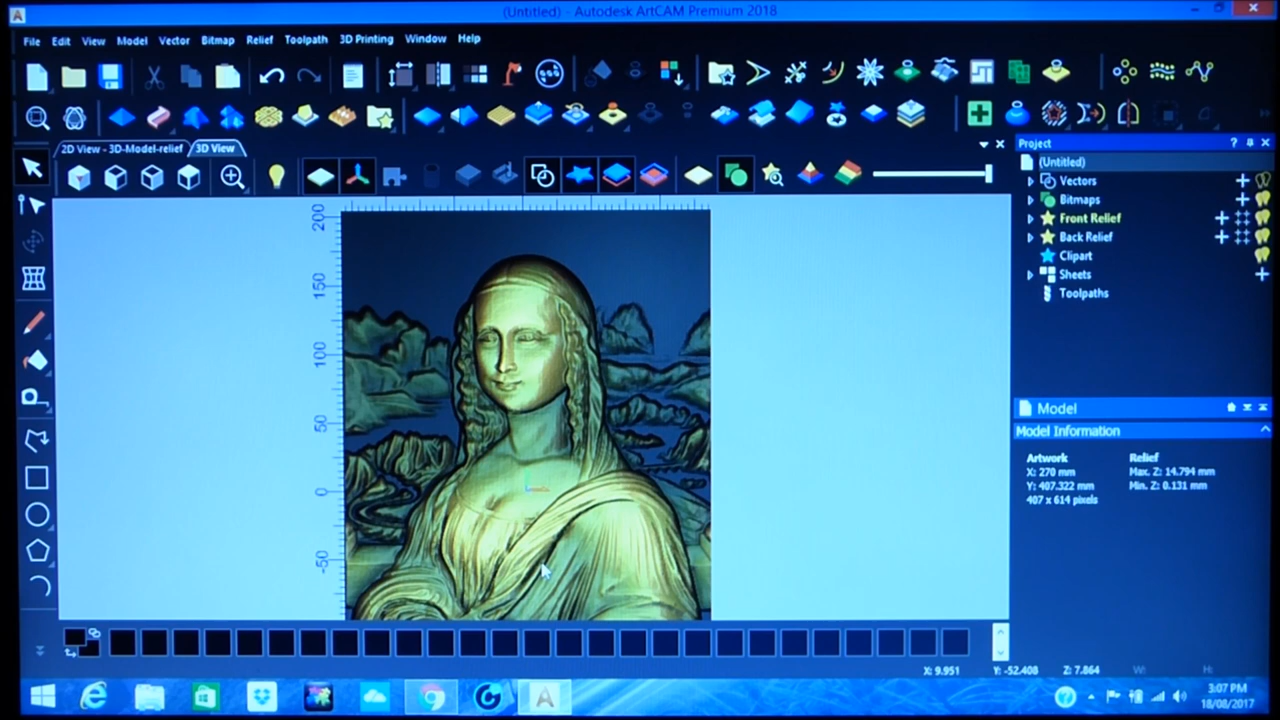 (Untitled) - Autodesk ArtCAM Premium 2018
File Edit View Model Vector Bitmap Relief Toolpath 3D Printing Window Help
2D View - 3D-Model-relief 3D View
Project
(Untitled)
Vectors
Bitmaps
Front Relief
Back Relief
Clipart
Sheets
Toolpaths
200
150
100
50
0
-50
Model
Model Information
Artwork Relief
X: 270 mm Max. Z: 14.794 mm
Y: 407.322 mm Min. Z: 0.131 mm
407 x 614 pixels
X: 9.951 Y: -52.408 Z: 7.864 W: H:
3:07 PM
18/08/2017